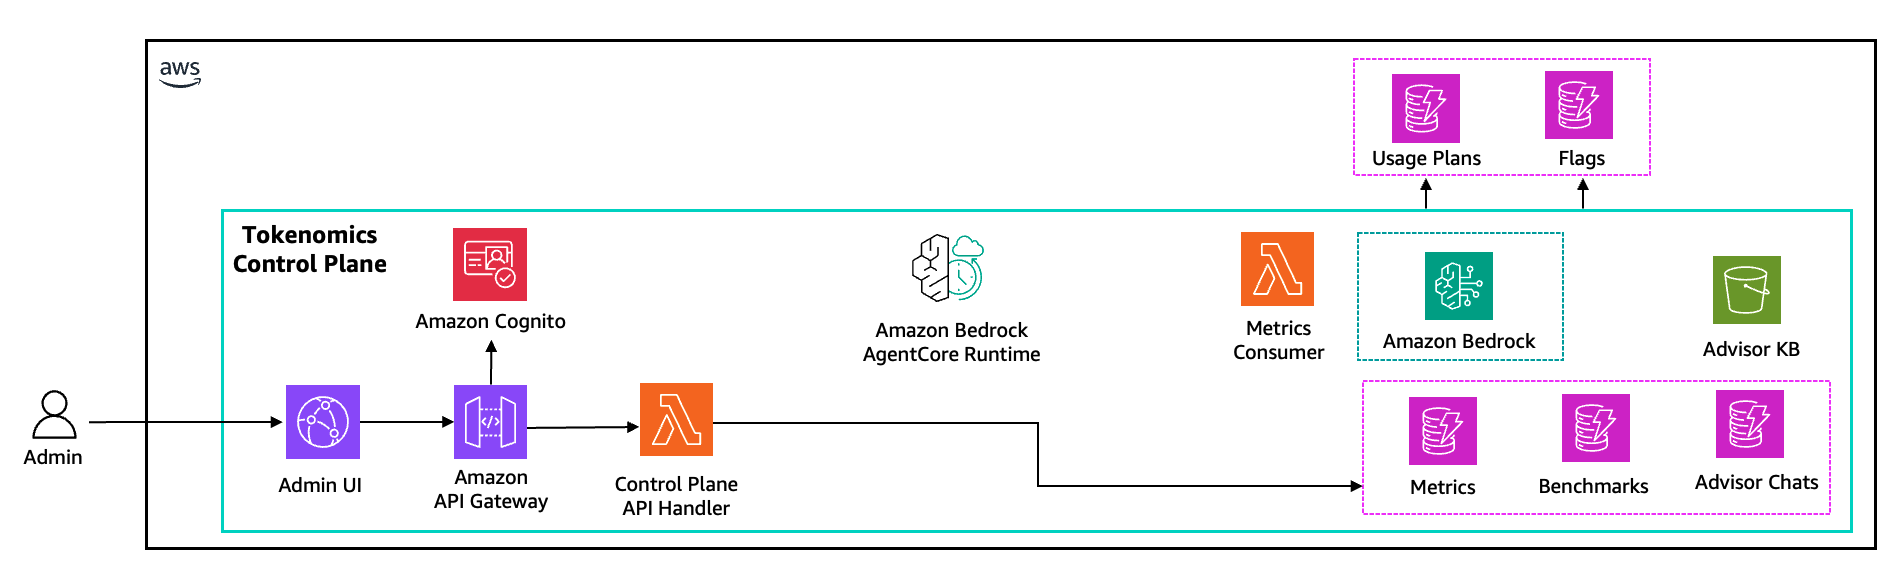 aws
Usage Plans
Flags
Tokenomics
Control Plane
Amazon Cognito
Amazon Bedrock
AgentCore Runtime
Metrics
Consumer
Amazon Bedrock
Advisor KB
Admin
Admin UI
Amazon
API Gateway
Control Plane
API Handler
Metrics
Benchmarks
Advisor Chats